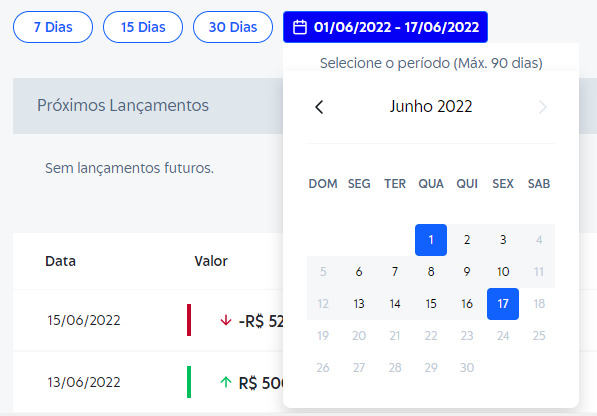 7 Dias 15 Dias 30 Dias 01/06/2022 - 17/06/2022
Selecione o período (Máx. 90 dias)
Próximos Lançamentos
Junho 2022
Sem lançamentos futuros.
DOM SEG TER QUA QUI SEX SAB
1 2 3 4
5 6 7 8 9 10 11
12 13 14 15 16 17 18
19 20 21 22 23 24 25
26 27 28 29 30
Data Valor
15/06/2022 -R$ 52
13/06/2022 R$ 500